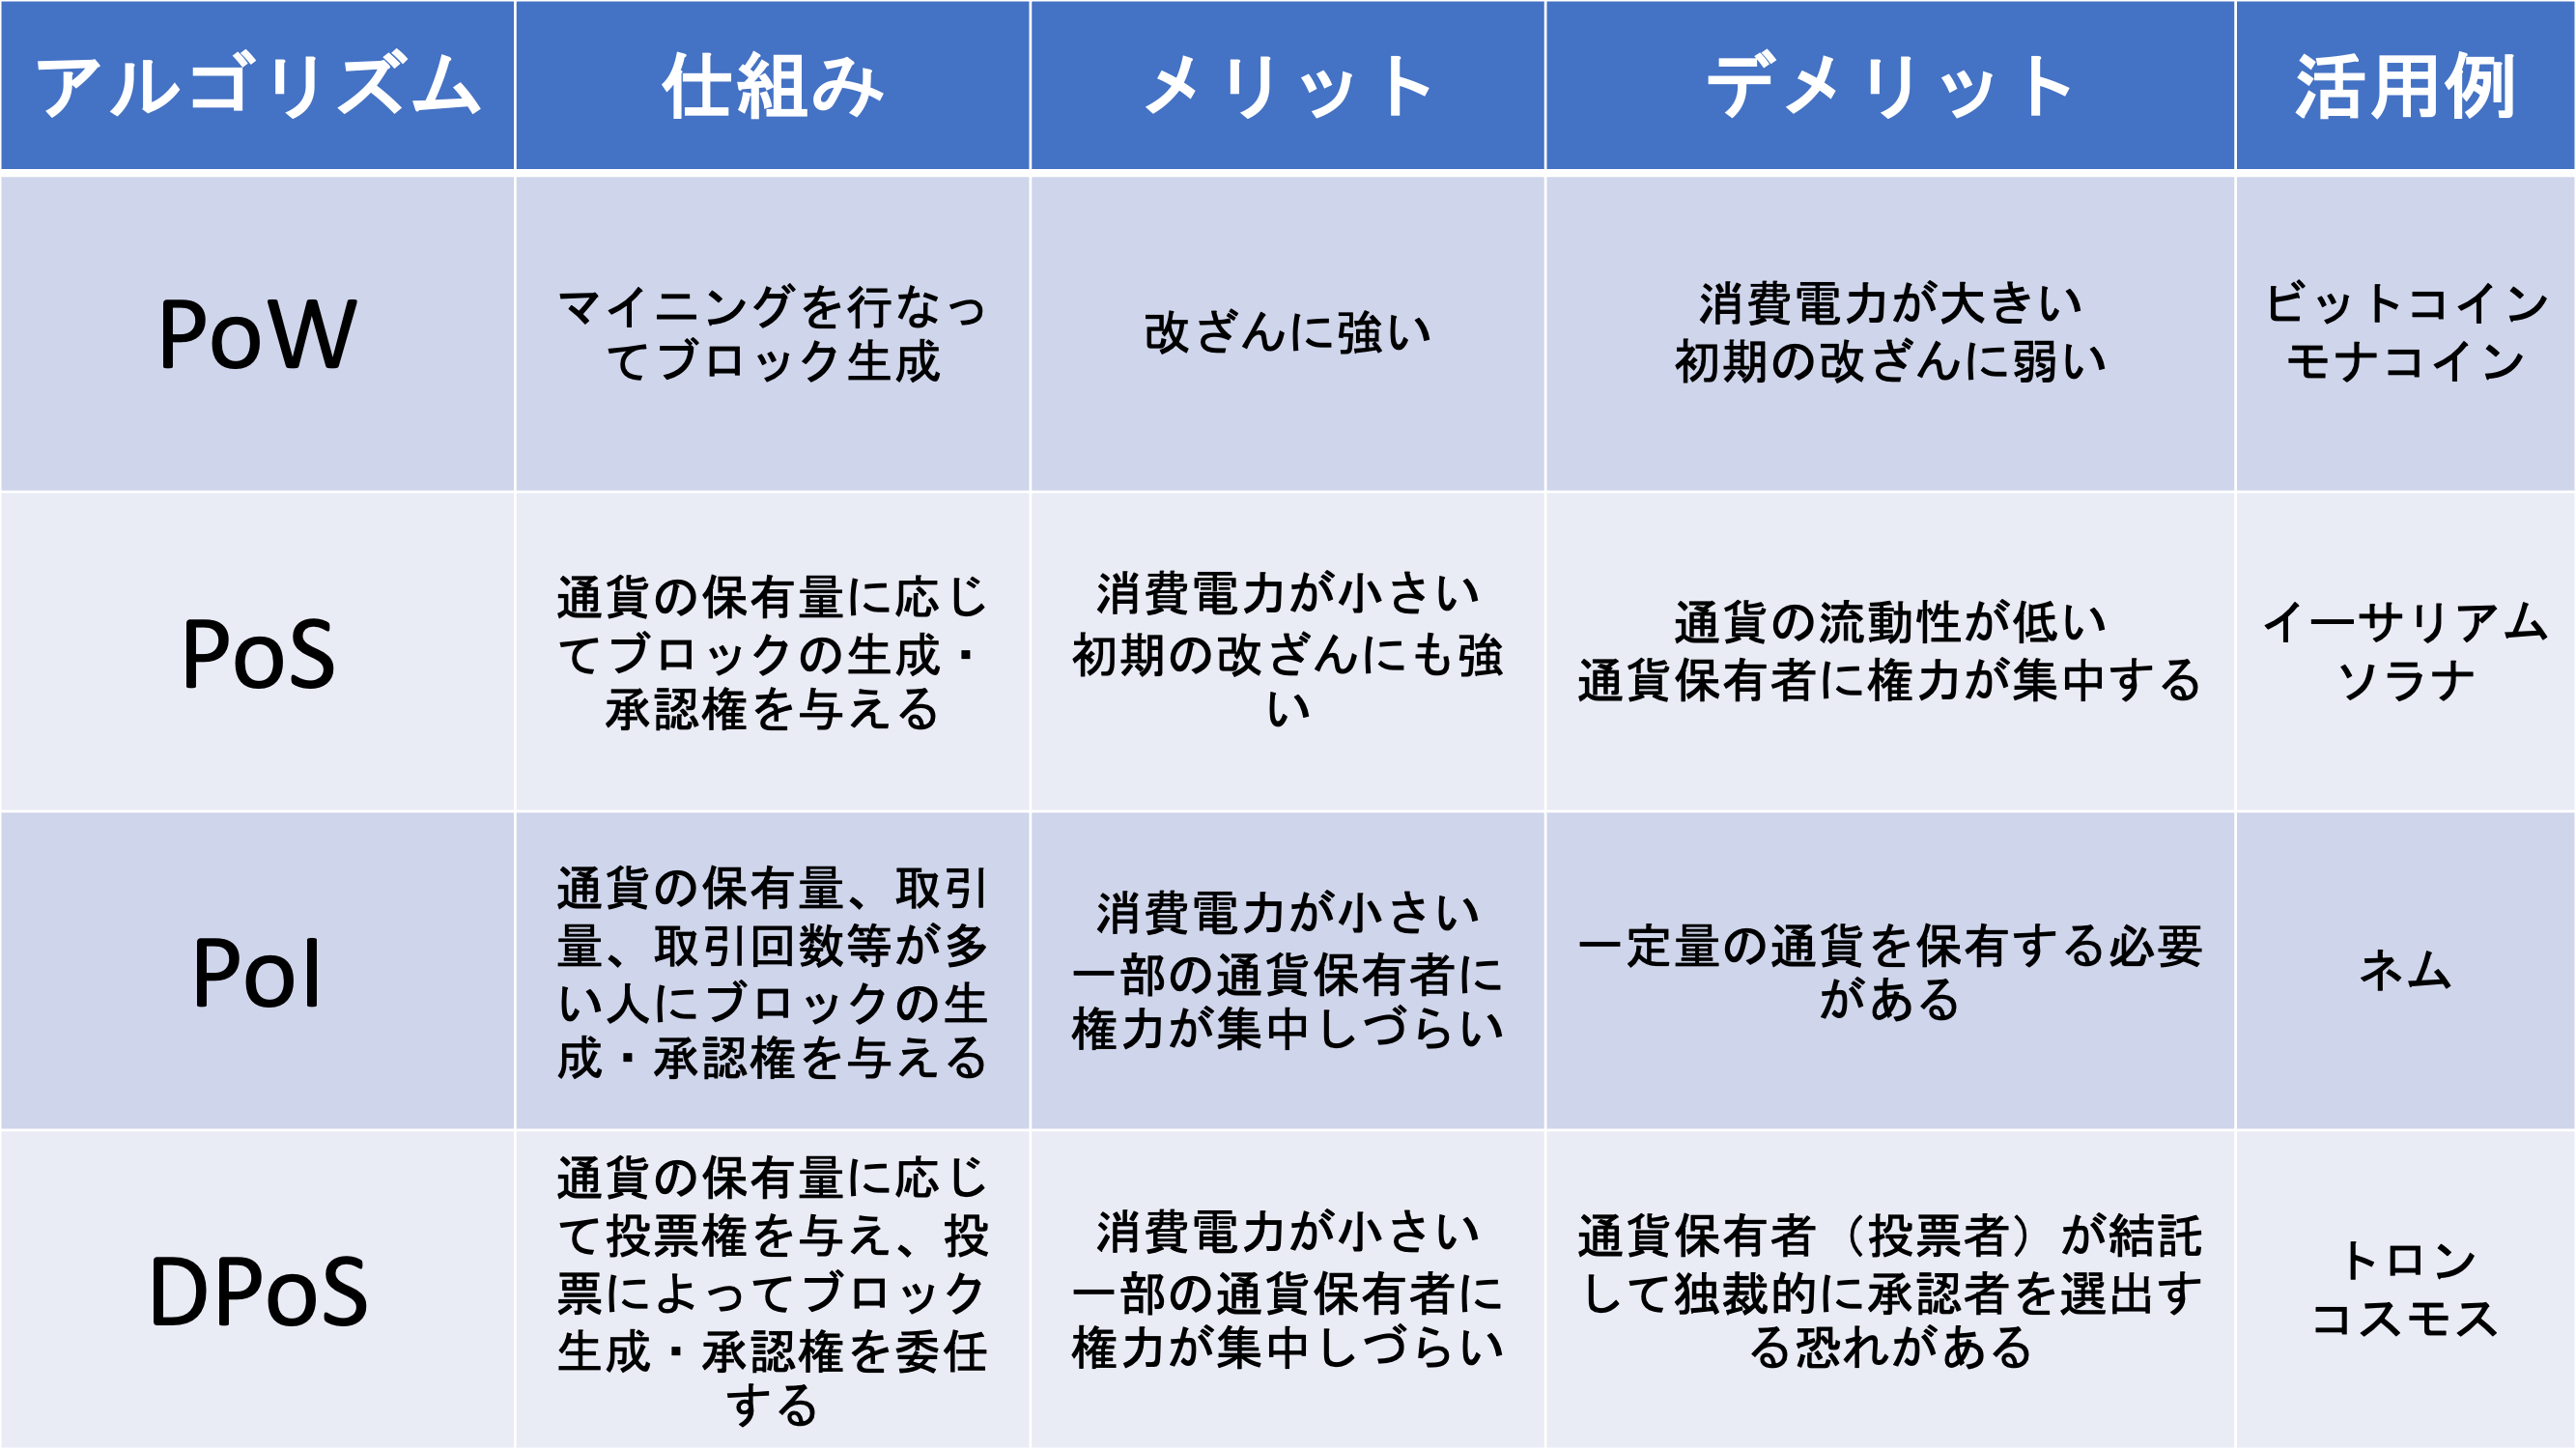 アルゴリズム
仕組み
メリット
デメリット
活用例
PoW
マイニングを行なっ
てブロック生成
改ざんに強い
消費電力が大きい
初期の改ざんに弱い
ビットコイン
モナコイン
PoS
通貨の保有量に応じ
てブロックの生成・
承認権を与える
消費電力が小さい
初期の改ざんにも強
い
通貨の流動性が低い
通貨保有者に権力が集中する
イーサリアム
ソラナ
PoI
通貨の保有量、取引
量、取引回数等が多
い人にブロックの生
成・承認権を与える
消費電力が小さい
一部の通貨保有者に
権力が集中しづらい
一定量の通貨を保有する必要
がある
ネム
DPoS
通貨の保有量に応じ
て投票権を与え、投
票によってブロック
生成・承認権を委任
する
消費電力が小さい
一部の通貨保有者に
権力が集中しづらい
通貨保有者（投票者）が結託
して独裁的に承認者を選出す
る恐れがある
トロン
コスモス